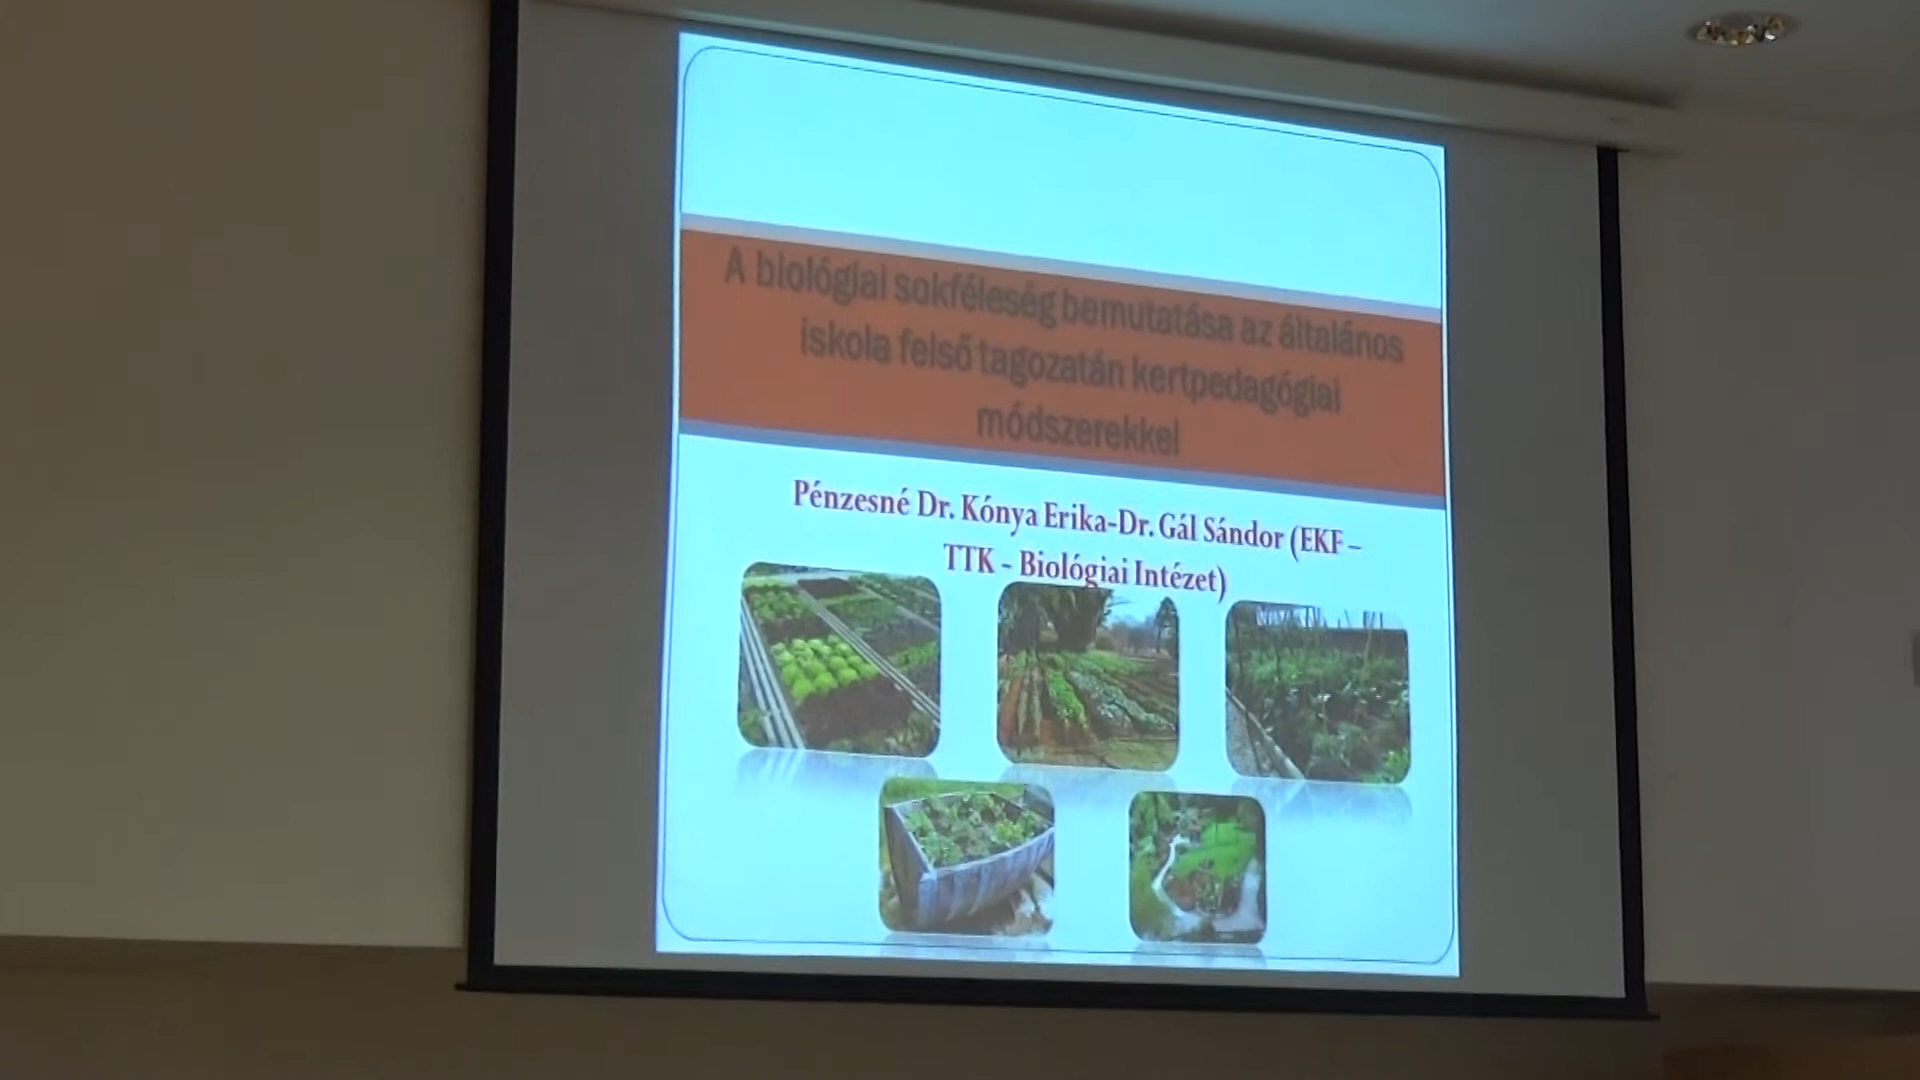 A biológiai sokféleség bemutatása az általános
iskola felső tagozatán kertpedagógiai
módszerekkel
Pénzesné Dr. Kónya Erika-Dr. Gál Sándor (EKF –
TTK - Biológiai Intézet)